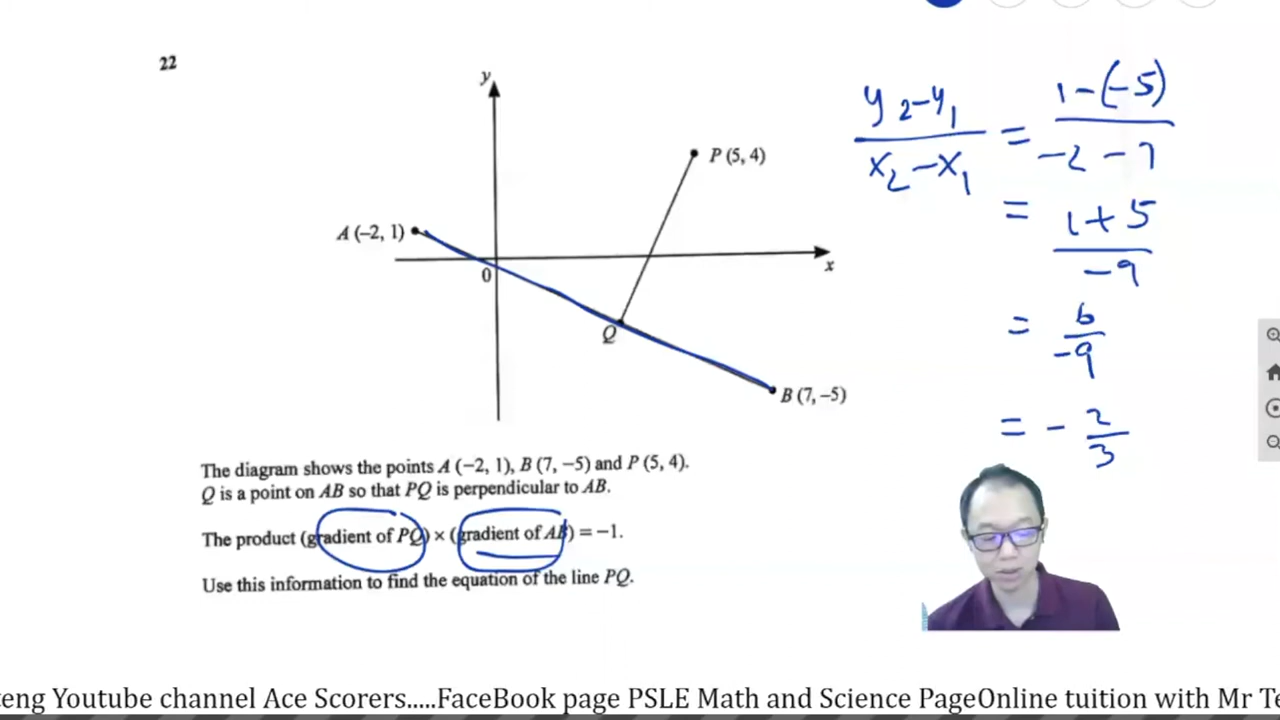 22
y
P (5, 4)
A (−2, 1)
0
x
Q
B (7, −5)
The diagram shows the points A (−2, 1), B (7, −5) and P (5, 4).
Q is a point on AB so that PQ is perpendicular to AB.
The product (gradient of PQ) × (gradient of AB) = −1.
Use this information to find the equation of the line PQ.
y2−y1 / x2−x1 = 1−(−5) / −2−7
= 1+5 / −9
= 6 / −9
= − 2 / 3
teng Youtube channel Ace Scorers.....FaceBook page PSLE Math and Science PageOnline tuition with Mr Te